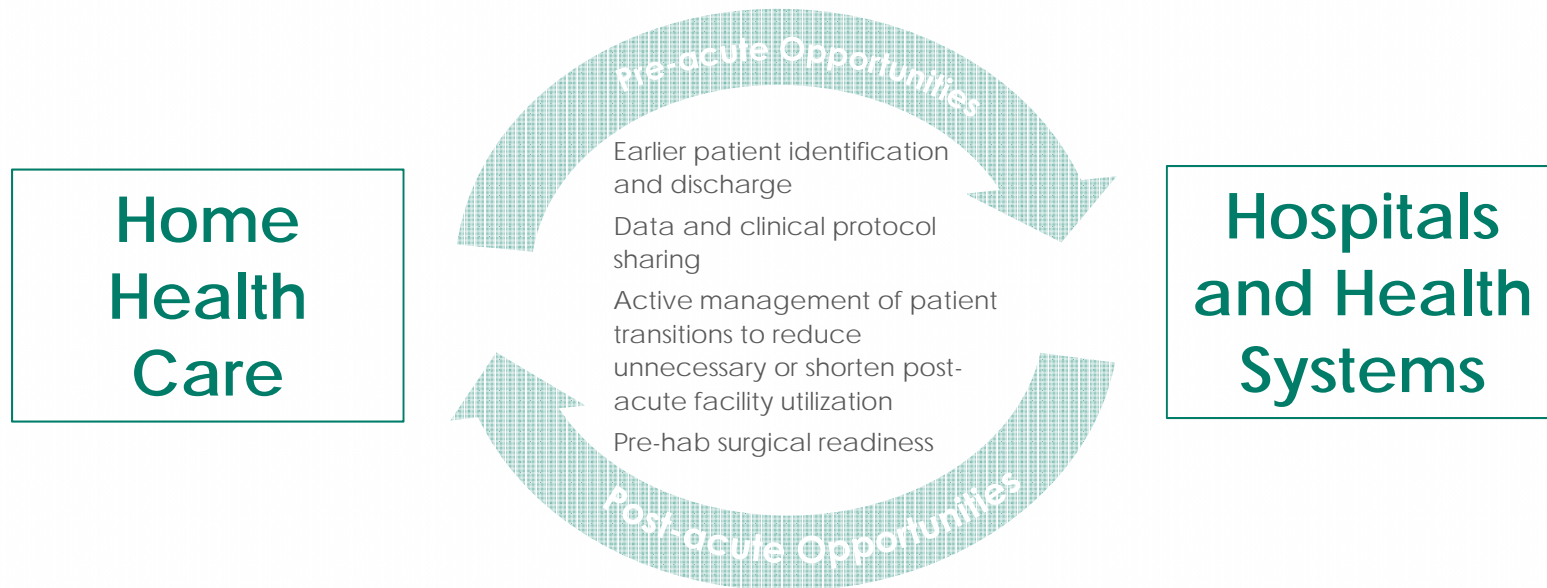 Pre-acute Opportunities
Home
Health
Care
Earlier patient identification
and discharge
Data and clinical protocol
sharing
Active management of patient
transitions to reduce
unnecessary or shorten post-
acute facility utilization
Pre-hab surgical readiness
Hospitals
and Health
Systems
Post-acute Opportunities